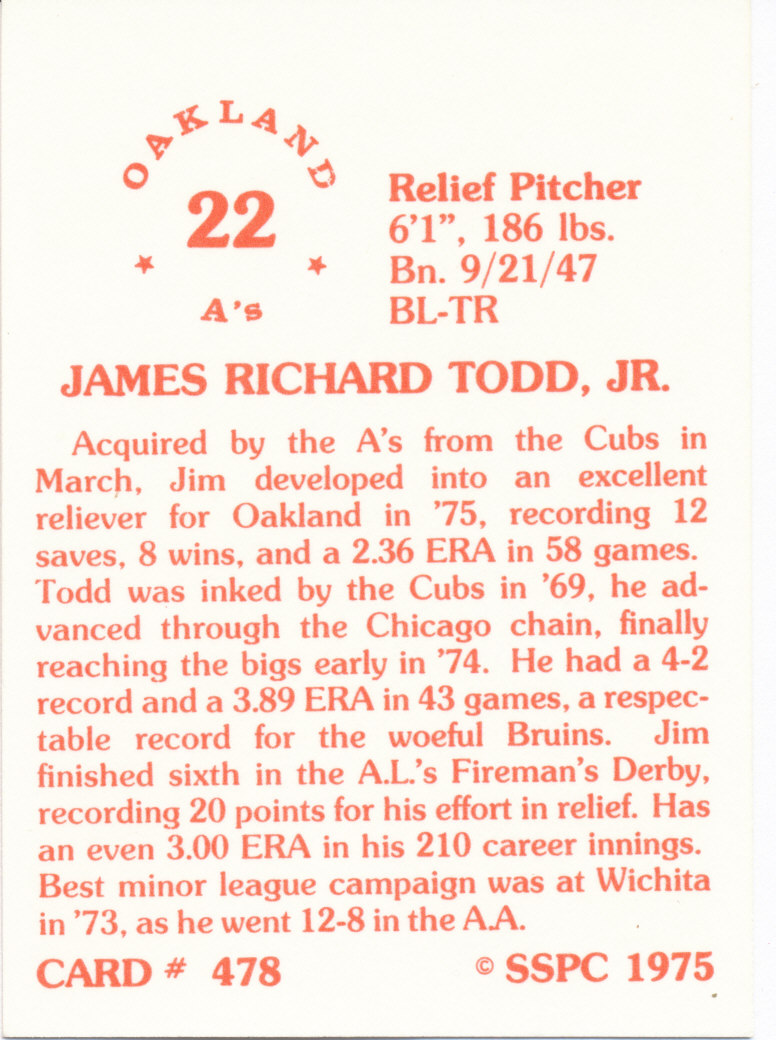 OAKLAND
22
A's
Relief Pitcher
6'1", 186 lbs.
Bn. 9/21/47
BL-TR
JAMES RICHARD TODD, JR.
Acquired by the A's from the Cubs in
March, Jim developed into an excellent
reliever for Oakland in '75, recording 12
saves, 8 wins, and a 2.36 ERA in 58 games.
Todd was inked by the Cubs in '69, he ad-
vanced through the Chicago chain, finally
reaching the bigs early in '74. He had a 4-2
record and a 3.89 ERA in 43 games, a respec-
table record for the woeful Bruins. Jim
finished sixth in the A.L.'s Fireman's Derby,
recording 20 points for his effort in relief. Has
an even 3.00 ERA in his 210 career innings.
Best minor league campaign was at Wichita
in '73, as he went 12-8 in the A.A.
CARD # 478 © SSPC 1975